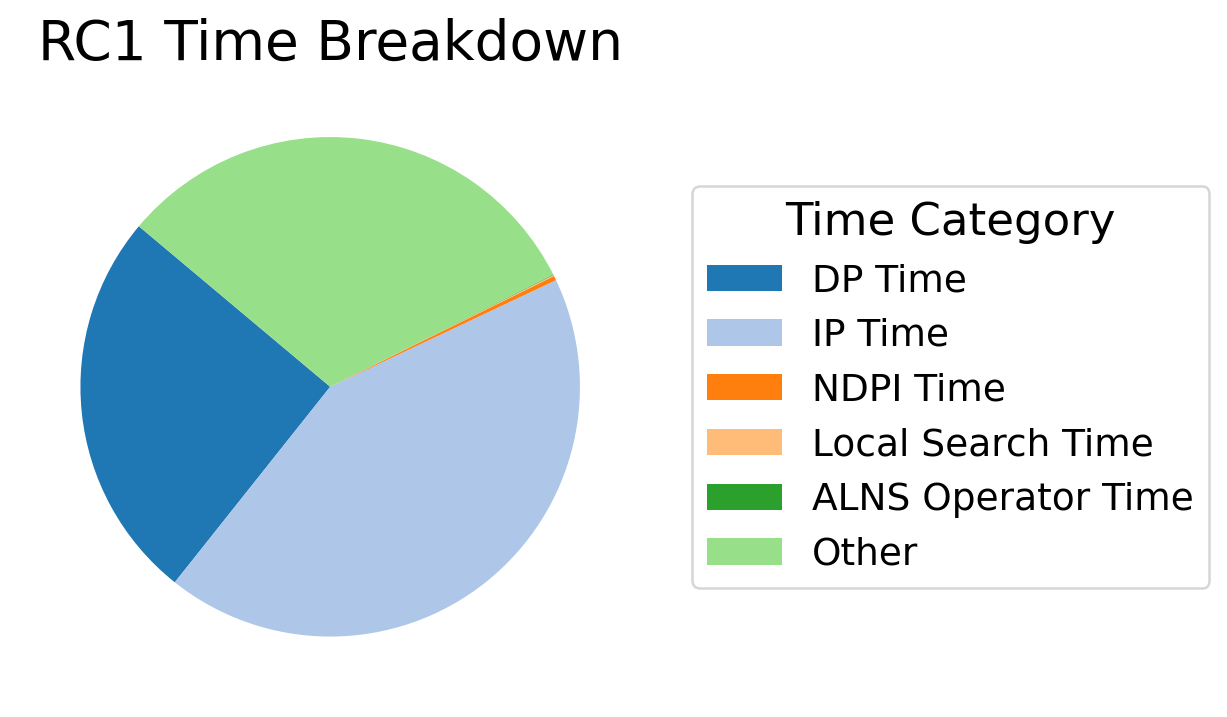 RC1 Time Breakdown
Time Category
DP Time
IP Time
NDPI Time
Local Search Time
ALNS Operator Time
Other